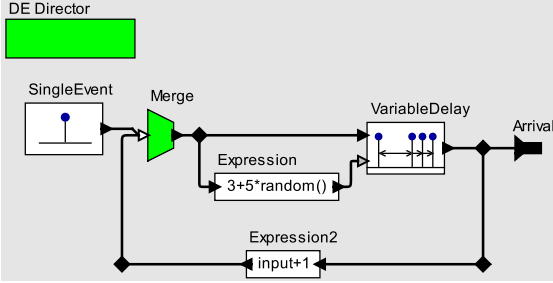 DE Director
SingleEvent
Merge
VariableDelay
Arrival
Expression
3+5*random()
Expression2
input+1